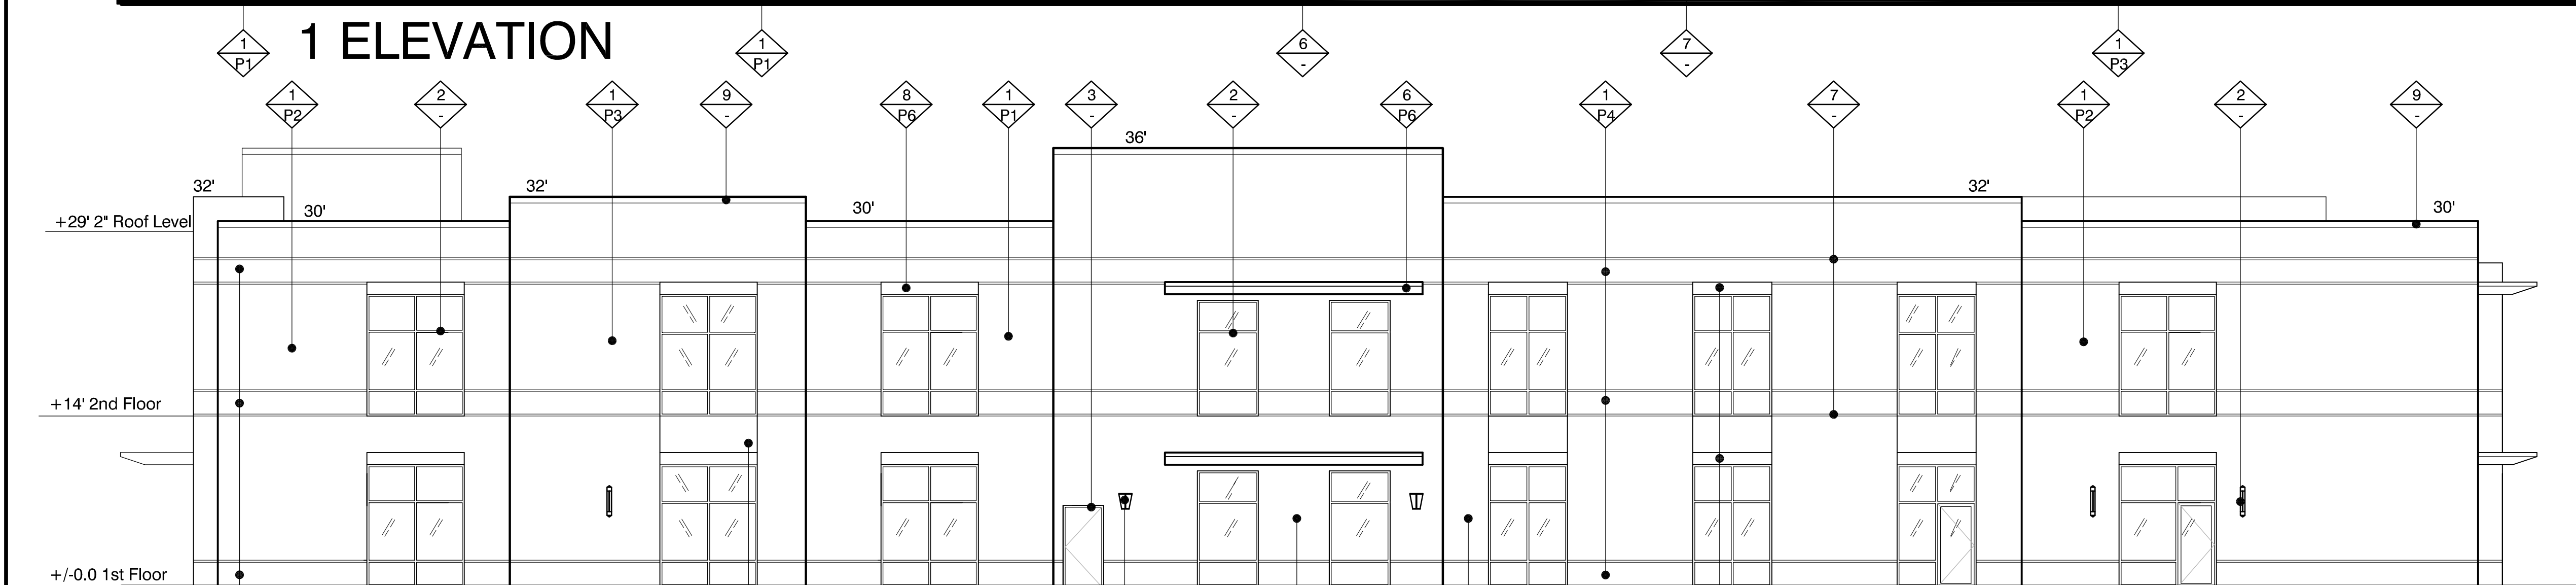 1 ELEVATION
1
P1
1
P1
6
-
7
-
1
P3
1
P2
2
-
1
P3
9
-
8
P6
1
P1
3
-
2
-
6
P6
1
P4
7
-
1
P2
2
-
9
-
36'
32'
32'
32'
30'
30'
30'
+29' 2" Roof Level
+14' 2nd Floor
+/-0.0 1st Floor